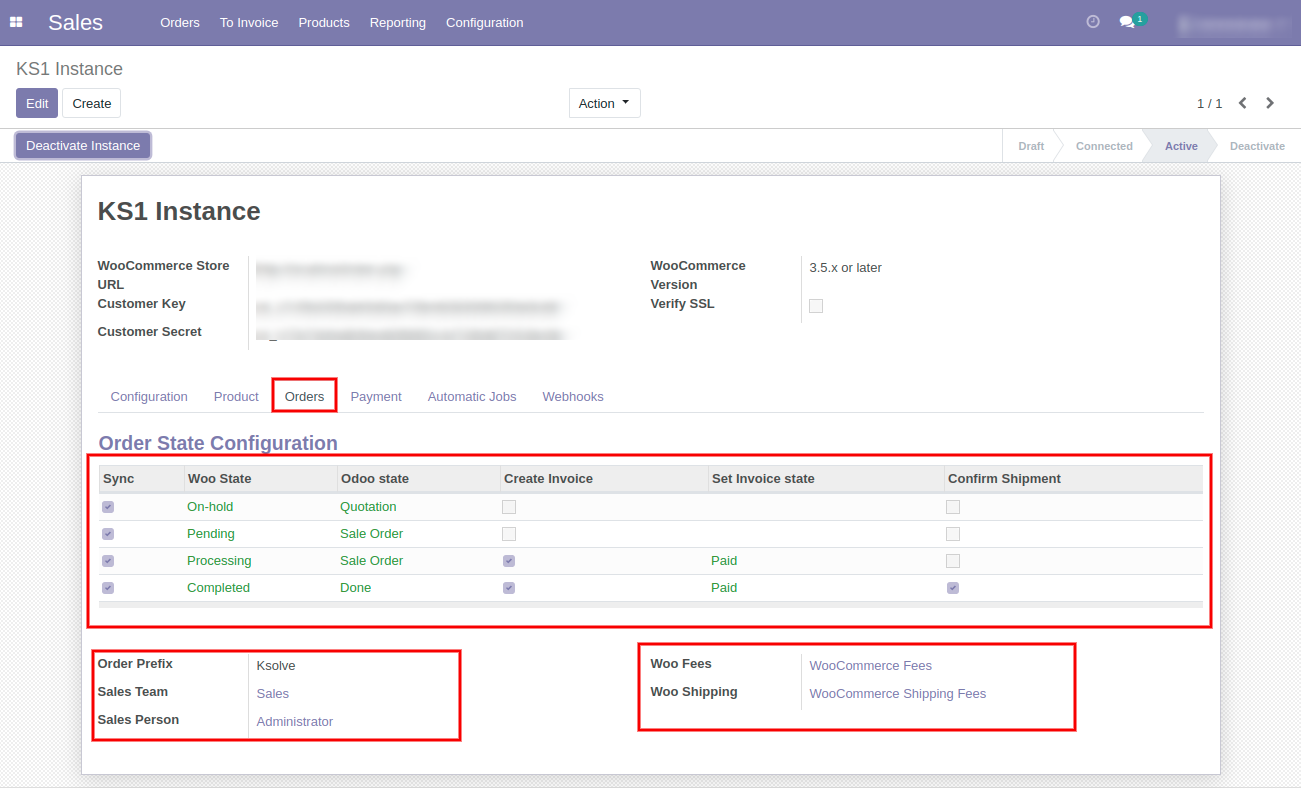 Sales Orders To Invoice Products Reporting Configuration 1
KS1 Instance
Edit Create Action 1 / 1
Deactivate Instance Draft Connected Active Deactivate
KS1 Instance
WooCommerce Store URL
WooCommerce Version 3.5.x or later
Customer Key
Verify SSL
Customer Secret
Configuration Product Orders Payment Automatic Jobs Webhooks
Order State Configuration
Sync Woo State Odoo state Create Invoice Set Invoice state Confirm Shipment
On-hold Quotation
Pending Sale Order
Processing Sale Order Paid
Completed Done Paid
Order Prefix Ksolve
Sales Team Sales
Sales Person Administrator
Woo Fees WooCommerce Fees
Woo Shipping WooCommerce Shipping Fees